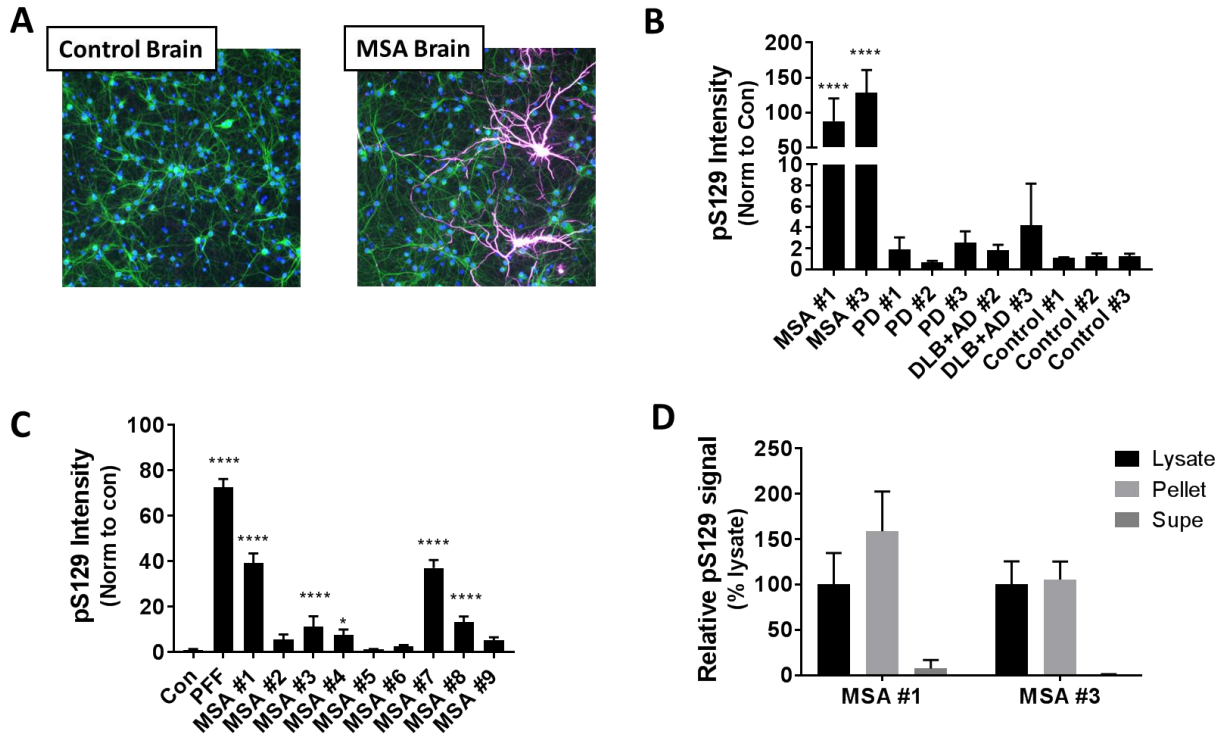 A
Control Brain
MSA Brain
B
pS129 Intensity
(Norm to Con)
200
150
100
50
10
8
6
4
2
0
****
****
MSA #1
MSA #3
PD #1
PD #2
PD #3
DLB+AD #2
DLB+AD #3
Control #1
Control #2
Control #3
C
pS129 Intensity
(Norm to con)
100
80
60
40
20
0
****
****
****
*
****
****
Con
PFF
MSA #1
MSA #2
MSA #3
MSA #4
MSA #5
MSA #6
MSA #7
MSA #8
MSA #9
D
Relative pS129 signal
(% lysate)
250
200
150
100
50
0
Lysate
Pellet
Supe
MSA #1
MSA #3